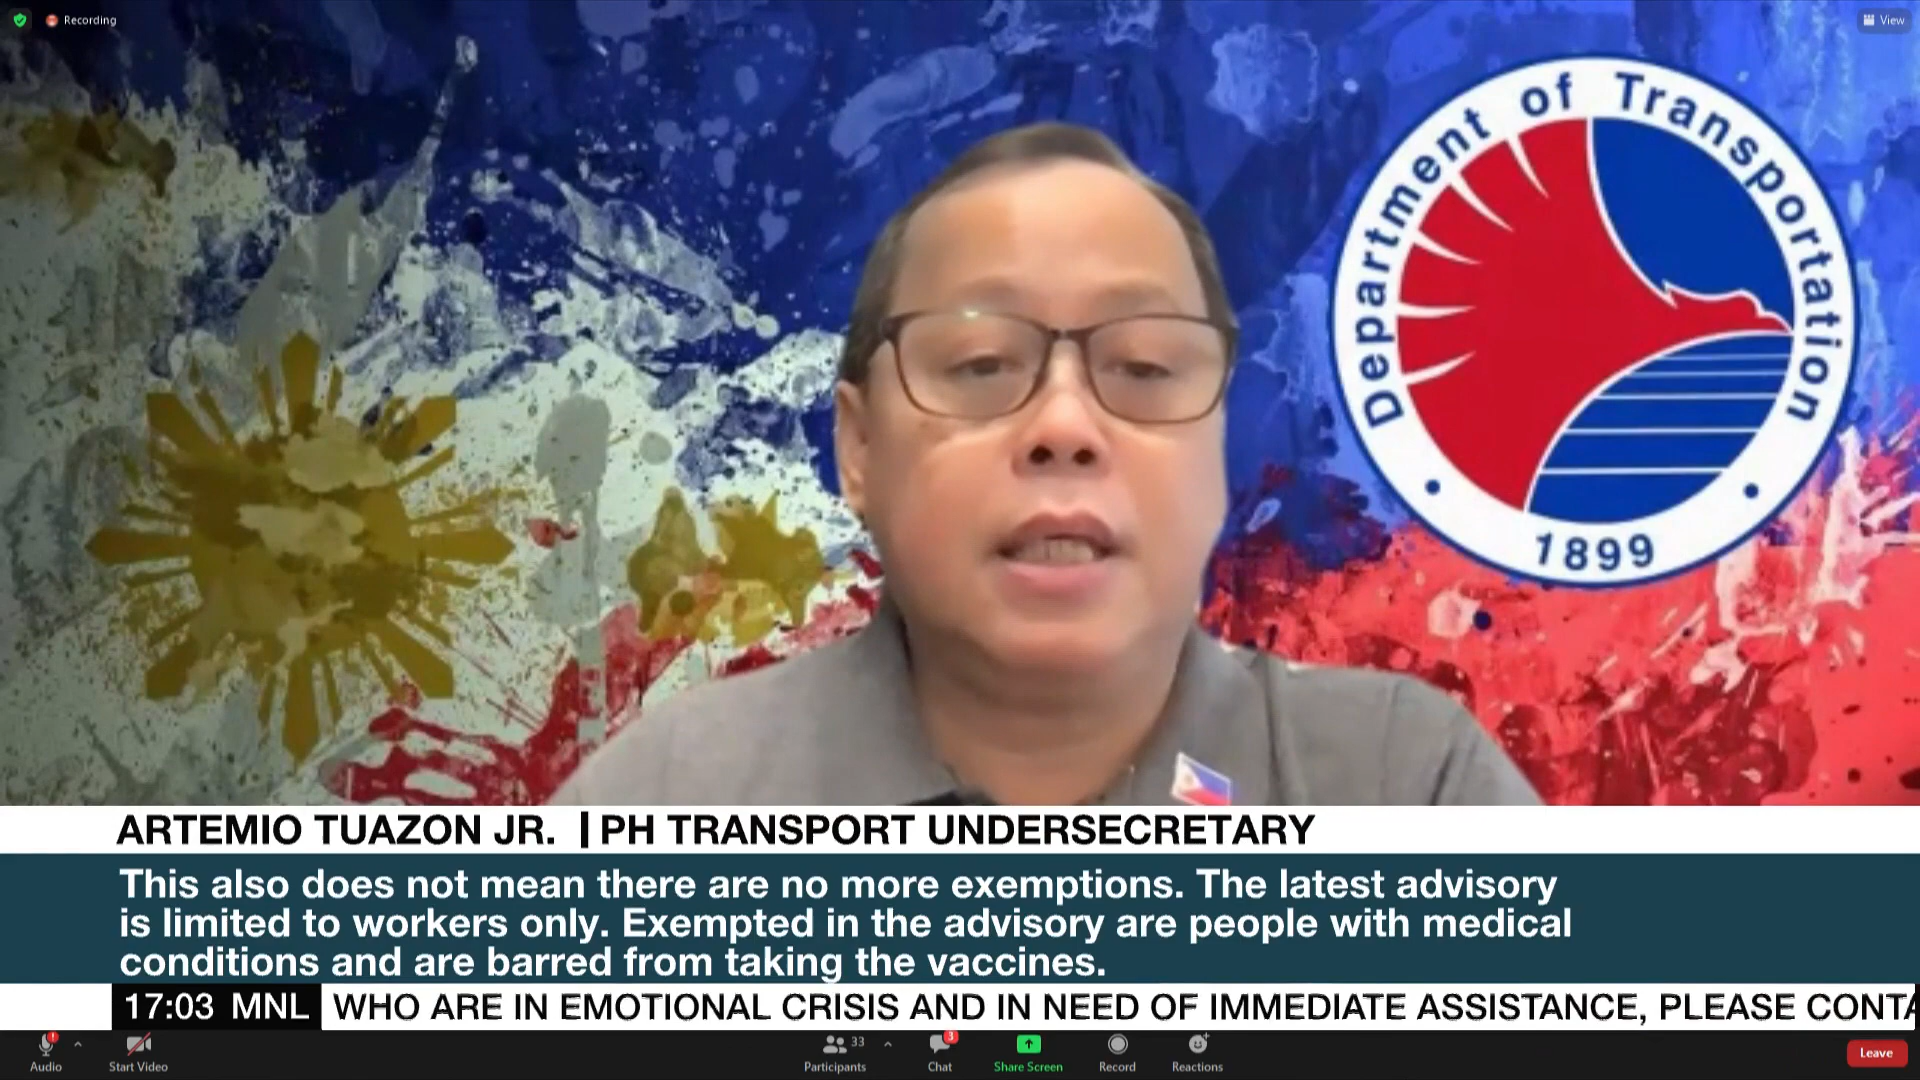 Recording
View
Department of Transportation
1899
ARTEMIO TUAZON JR. | PH TRANSPORT UNDERSECRETARY
This also does not mean there are no more exemptions. The latest advisory
is limited to workers only. Exempted in the advisory are people with medical
conditions and are barred from taking the vaccines.
17:03 MNL WHO ARE IN EMOTIONAL CRISIS AND IN NEED OF IMMEDIATE ASSISTANCE, PLEASE CONTA
Audio
Start Video
33
Participants
3
Chat
Share Screen
Record
Reactions
Leave